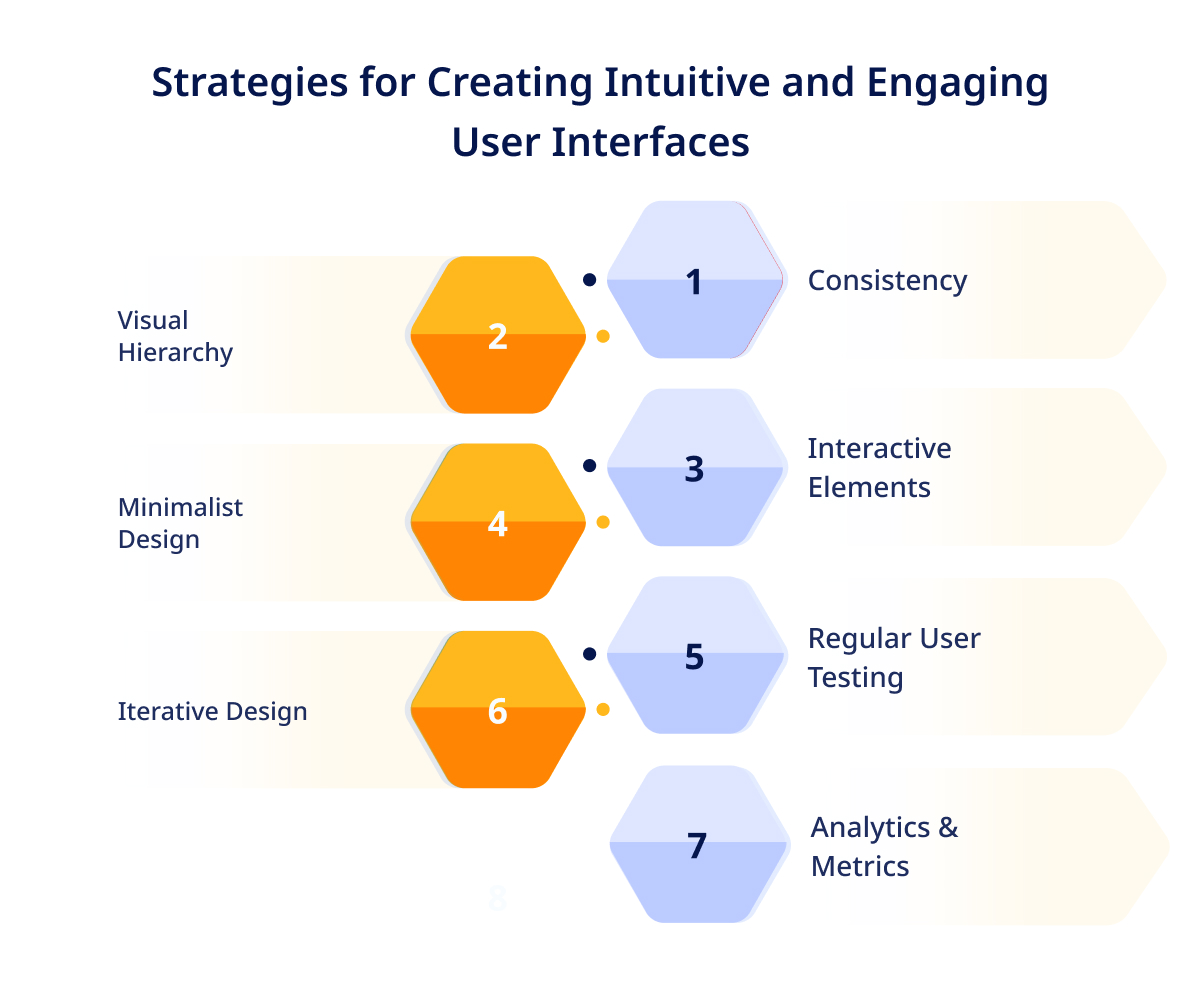 Strategies for Creating Intuitive and Engaging
User Interfaces
1
Consistency
2
Visual
Hierarchy
3
Interactive
Elements
4
Minimalist
Design
5
Regular User
Testing
6
Iterative Design
7
Analytics &
Metrics
8